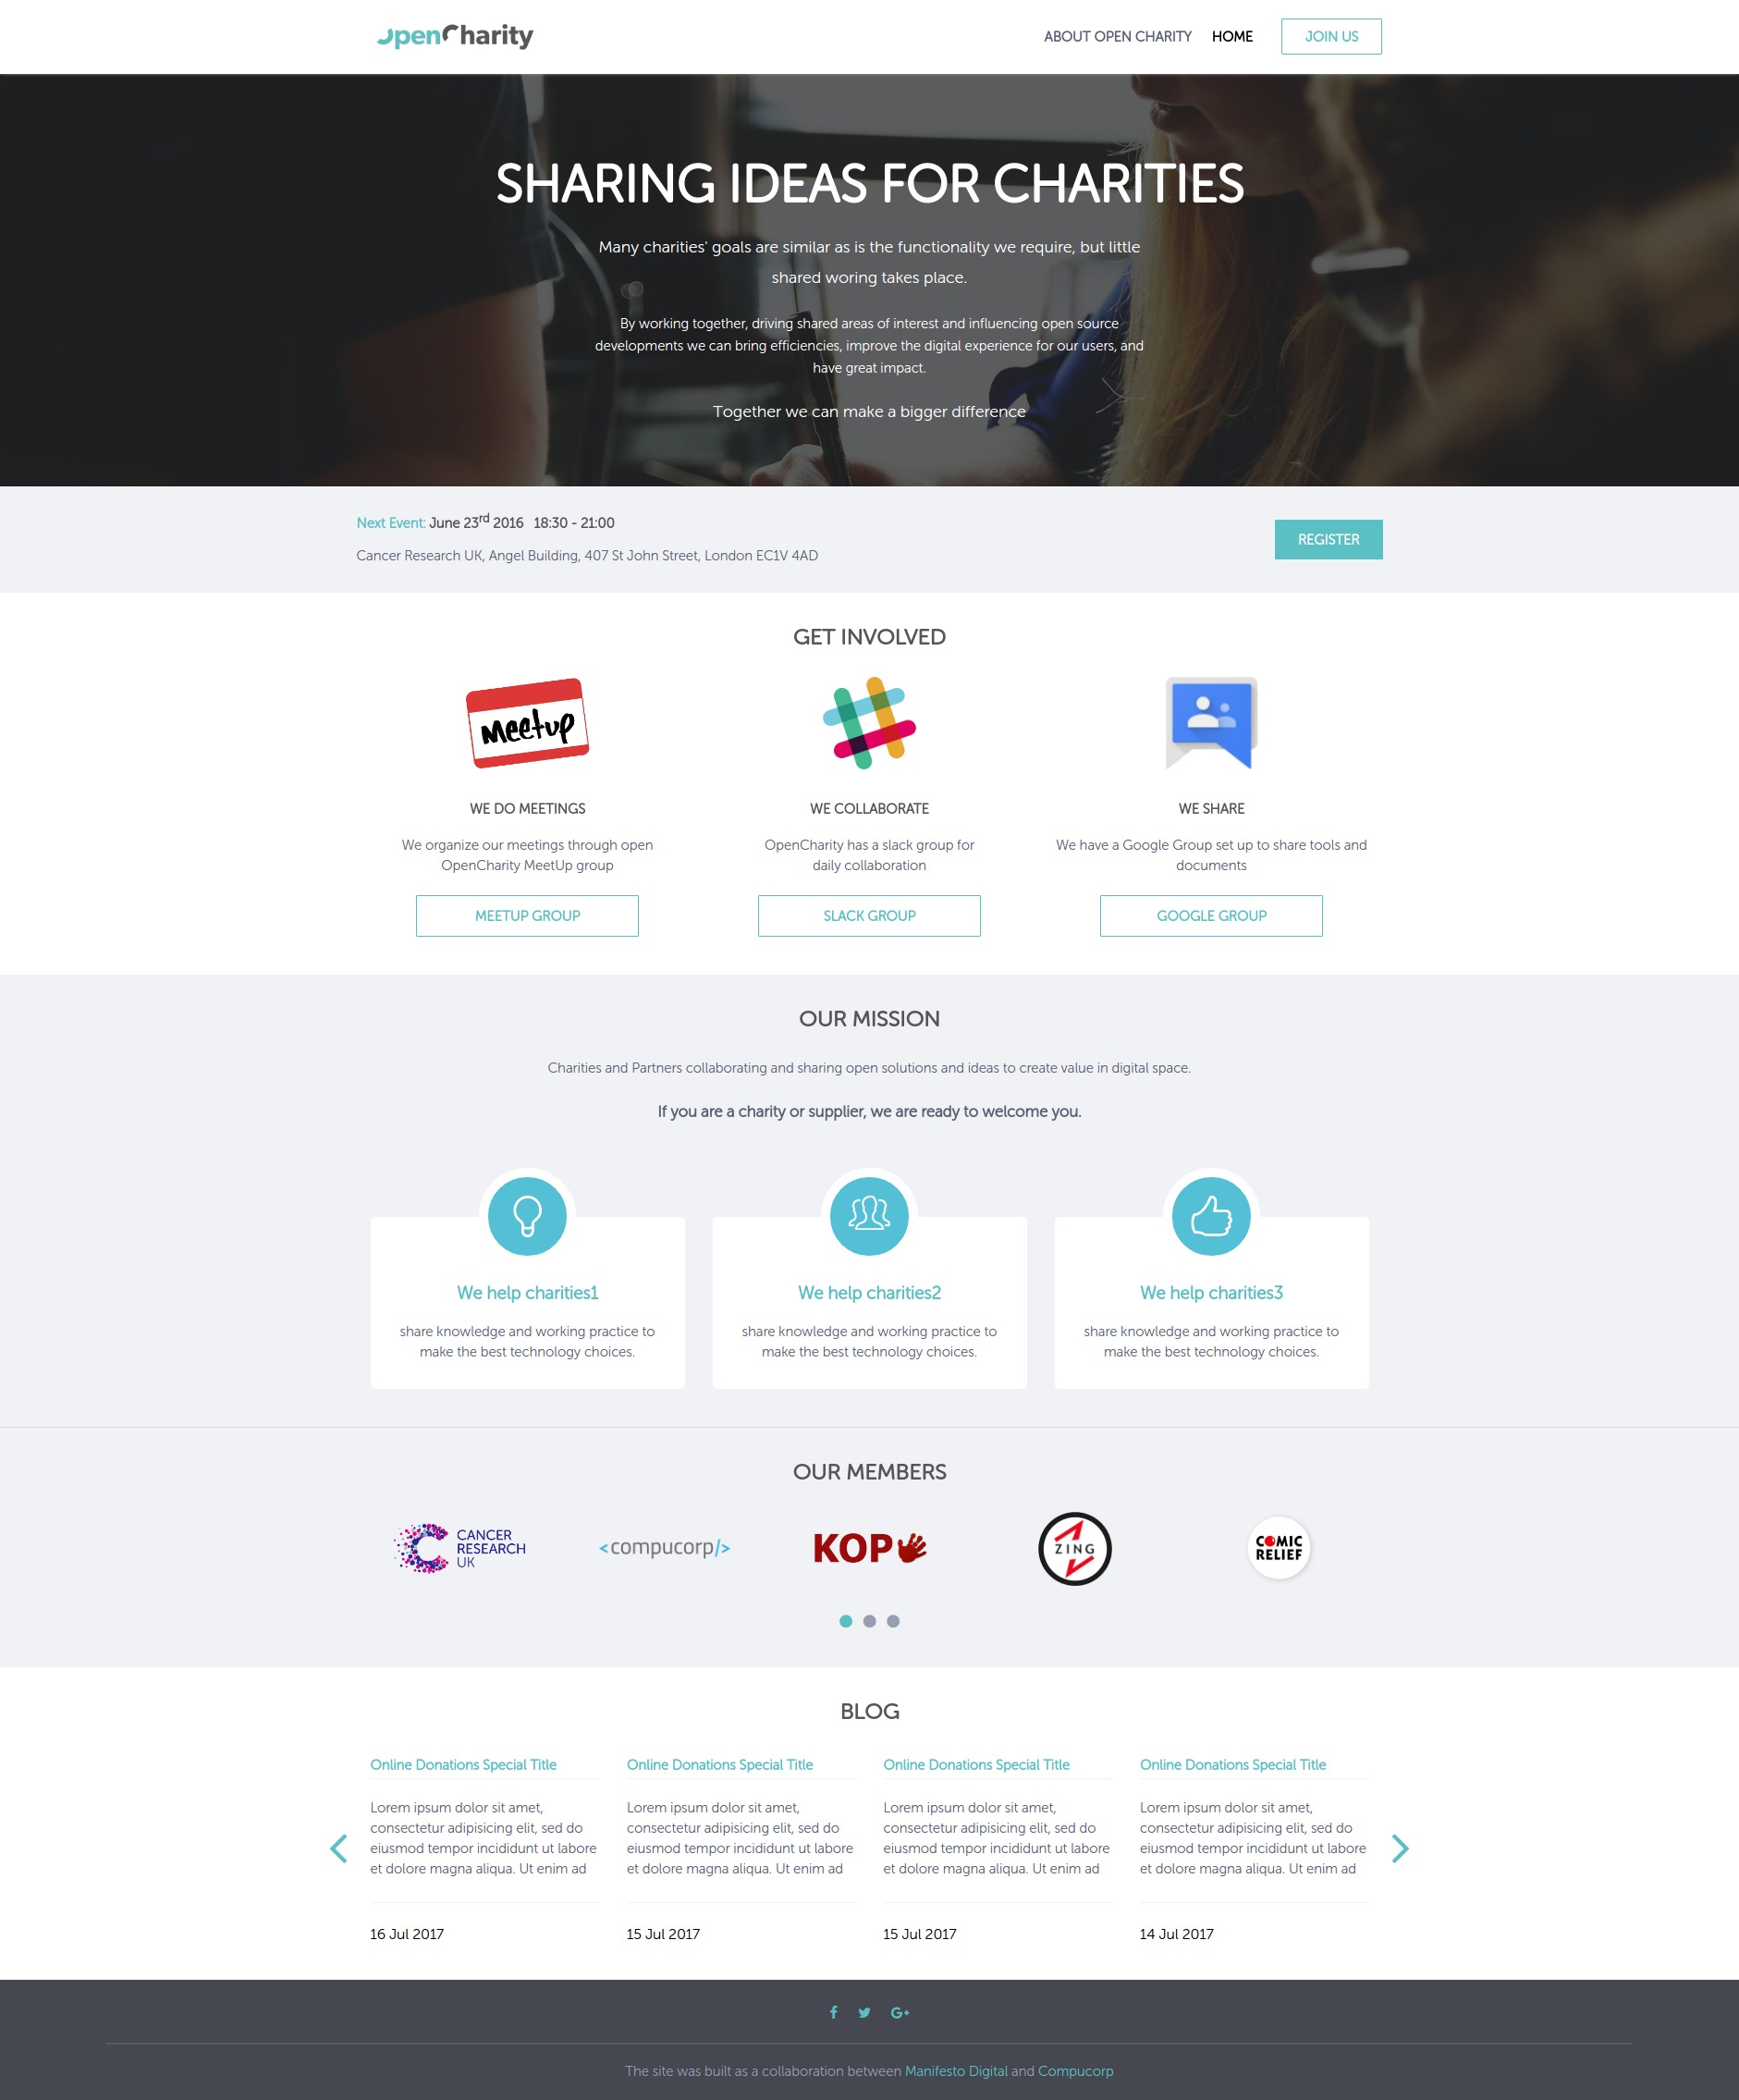 OpenCharity
ABOUT OPEN CHARITY HOME JOIN US
SHARING IDEAS FOR CHARITIES
Many charities' goals are similar as is the functionality we require, but little
shared woring takes place.
By working together, driving shared areas of interest and influencing open source
developments we can bring efficiencies, improve the digital experience for our users, and
have great impact.
Together we can make a bigger difference
Next Event: June 23rd 2016 18:30 - 21:00
Cancer Research UK, Angel Building, 407 St John Street, London EC1V 4AD
REGISTER
GET INVOLVED
Meetup
WE DO MEETINGS
We organize our meetings through open
OpenCharity MeetUp group
MEETUP GROUP
WE COLLABORATE
OpenCharity has a slack group for
daily collaboration
SLACK GROUP
WE SHARE
We have a Google Group set up to share tools and
documents
GOOGLE GROUP
OUR MISSION
Charities and Partners collaborating and sharing open solutions and ideas to create value in digital space.
If you are a charity or supplier, we are ready to welcome you.
We help charities1
share knowledge and working practice to
make the best technology choices.
We help charities2
share knowledge and working practice to
make the best technology choices.
We help charities3
share knowledge and working practice to
make the best technology choices.
OUR MEMBERS
CANCER
RESEARCH
UK
<compucorp/>
KOP
ZING
COMIC
RELIEF
BLOG
Online Donations Special Title
Lorem ipsum dolor sit amet,
consectetur adipisicing elit, sed do
eiusmod tempor incididunt ut labore
et dolore magna aliqua. Ut enim ad
16 Jul 2017
Online Donations Special Title
Lorem ipsum dolor sit amet,
consectetur adipisicing elit, sed do
eiusmod tempor incididunt ut labore
et dolore magna aliqua. Ut enim ad
15 Jul 2017
Online Donations Special Title
Lorem ipsum dolor sit amet,
consectetur adipisicing elit, sed do
eiusmod tempor incididunt ut labore
et dolore magna aliqua. Ut enim ad
15 Jul 2017
Online Donations Special Title
Lorem ipsum dolor sit amet,
consectetur adipisicing elit, sed do
eiusmod tempor incididunt ut labore
et dolore magna aliqua. Ut enim ad
14 Jul 2017
The site was built as a collaboration between Manifesto Digital and Compucorp